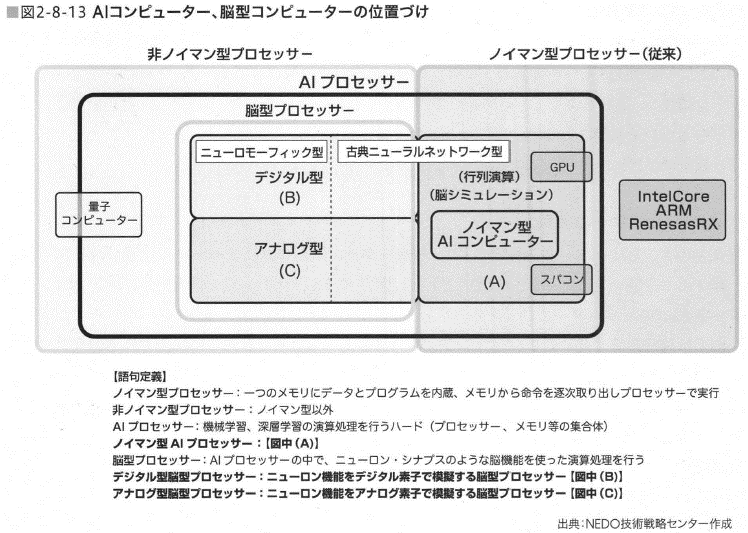 ■図2-8-13 AIコンピューター、脳型コンピューターの位置づけ
非ノイマン型プロセッサー
ノイマン型プロセッサー(従来)
AI プロセッサー
脳型プロセッサー
ニューロモーフィック型
古典ニューラルネットワーク型
GPU
デジタル型
(B)
(行列演算)
(脳シミュレーション)
量子
コンピューター
IntelCore
ARM
RenesasRX
ノイマン型
AI コンピューター
アナログ型
(C)
(A)
スパコン
【語句定義】
ノイマン型プロセッサー：一つのメモリにデータとプログラムを内蔵、メモリから命令を逐次取り出しプロセッサーで実行
非ノイマン型プロセッサー：ノイマン型以外
AI プロセッサー：機械学習、深層学習の演算処理を行うハード（プロセッサー、メモリ等の集合体）
ノイマン型 AI プロセッサー：【図中（A）】
脳型プロセッサー：AI プロセッサーの中で、ニューロン・シナプスのような脳機能を使った演算処理を行う
デジタル型脳型プロセッサー：ニューロン機能をデジタル素子で模擬する脳型プロセッサー【図中（B）】
アナログ型脳型プロセッサー：ニューロン機能をアナログ素子で模擬する脳型プロセッサー【図中（C）】
出典：NEDO技術戦略センター作成